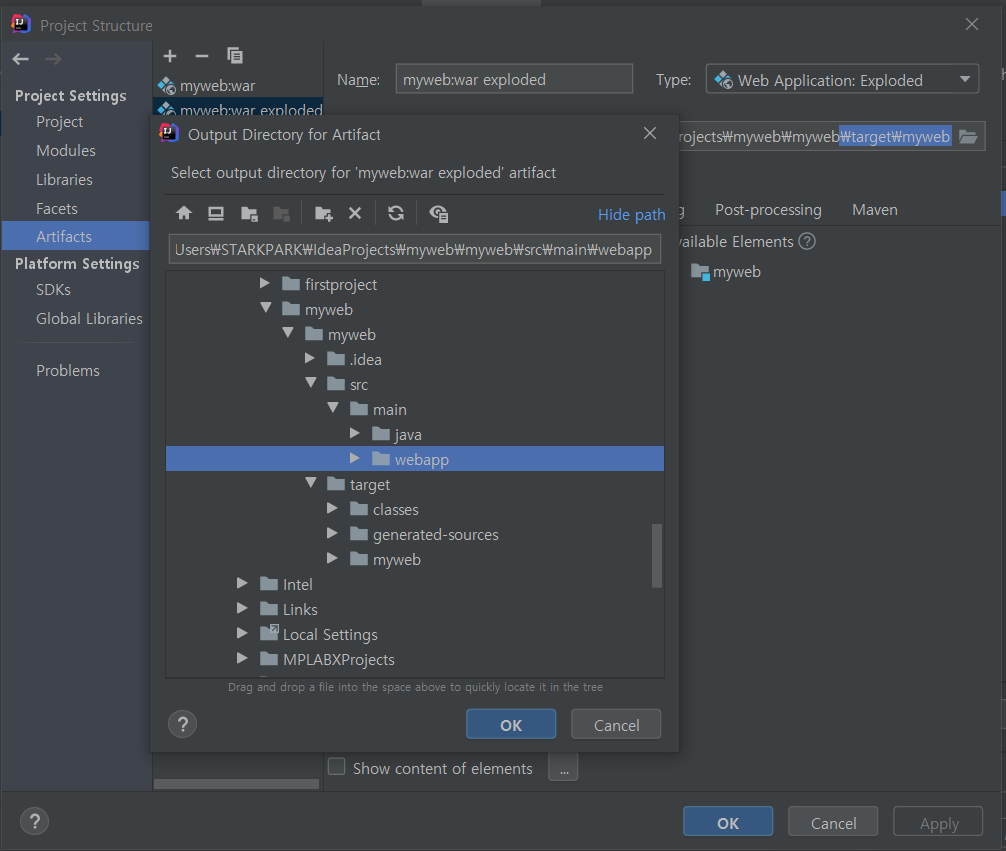 Project Structure
Project Settings
Project
Modules
Libraries
Facets
Artifacts
Platform Settings
SDKs
Global Libraries
Problems
myweb:war
myweb:war exploded
Name: myweb:war exploded
Type: Web Application: Exploded
rojects₩myweb₩myweb₩target₩myweb
Post-processing
Maven
vailable Elements ?
myweb
Output Directory for Artifact
Select output directory for 'myweb:war exploded' artifact
Hide path
Users₩STARKPARK₩IdeaProjects₩myweb₩myweb₩src₩main₩webapp
firstproject
myweb
myweb
.idea
src
main
java
webapp
target
classes
generated-sources
myweb
Intel
Links
Local Settings
MPLABXProjects
Drag and drop a file into the space above to quickly locate it in the tree
? OK Cancel
Show content of elements ...
? OK Cancel Apply